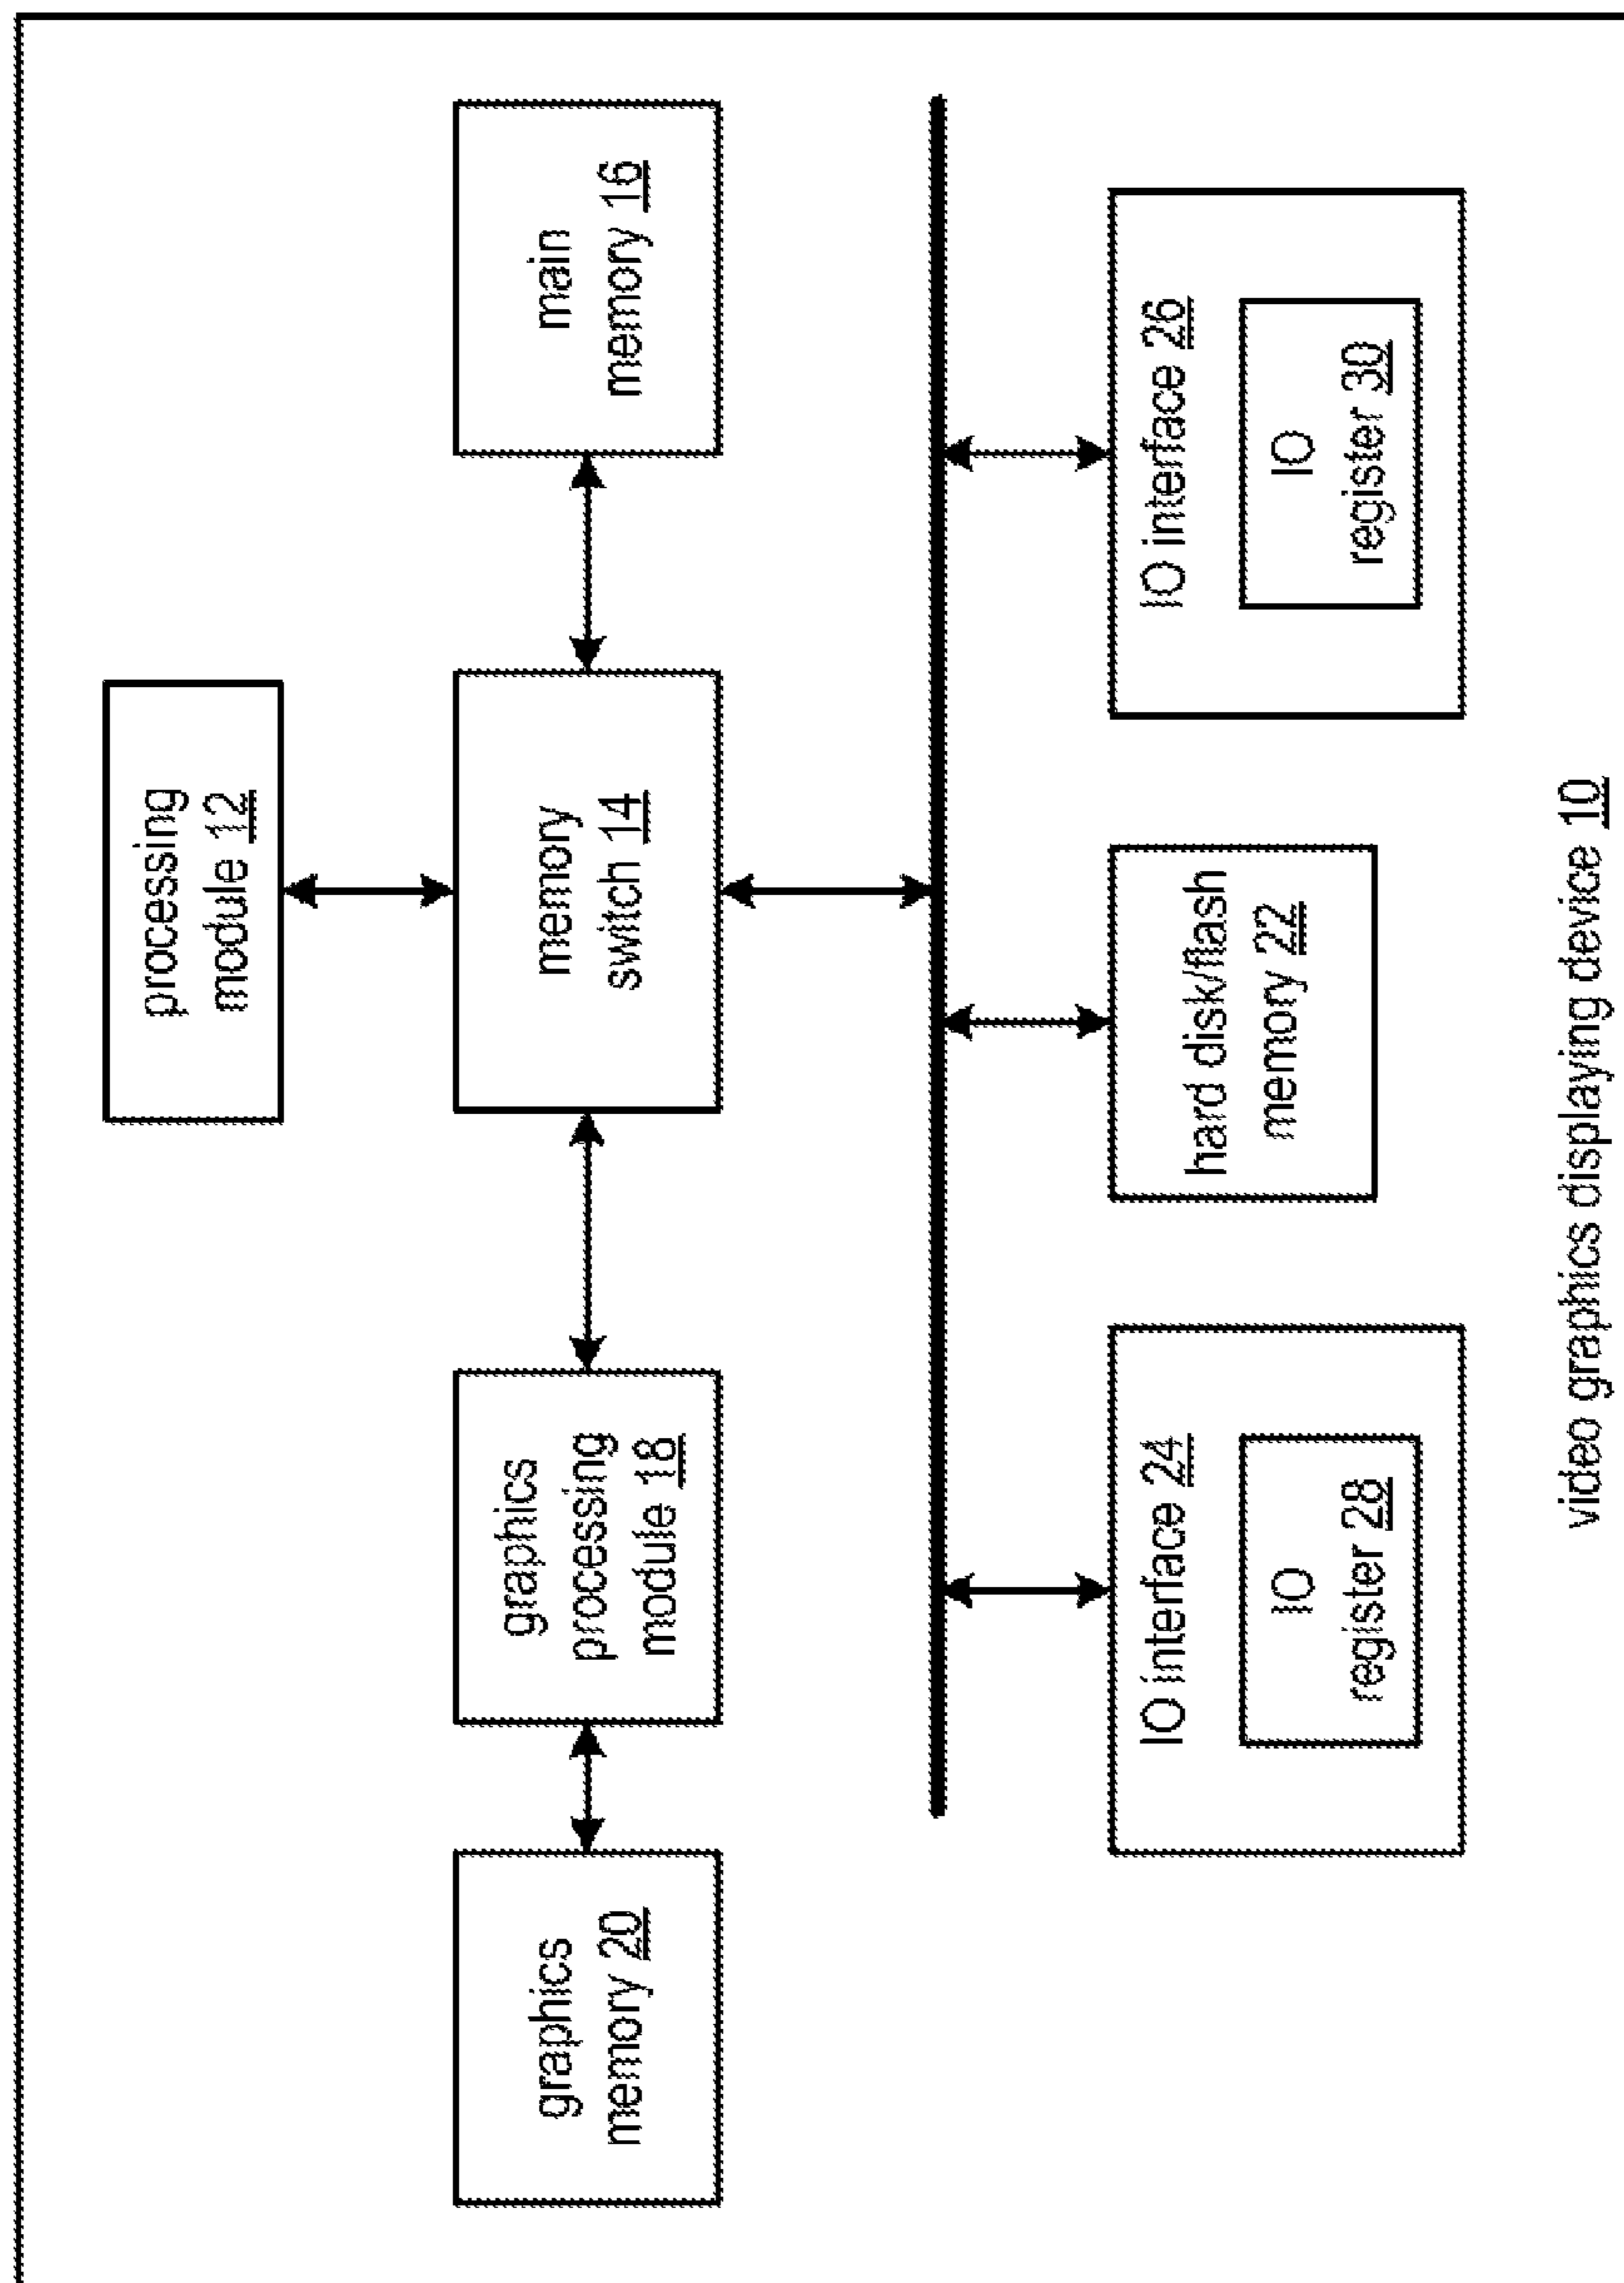 processing
module 12
graphics
memory 20
graphics
processing
module 18
memory
switch 14
main
memory 16
IO interface 24
IO
register 28
hard disk/flash
memory 22
IO interface 26
IO
register 30
video graphics displaying device 10